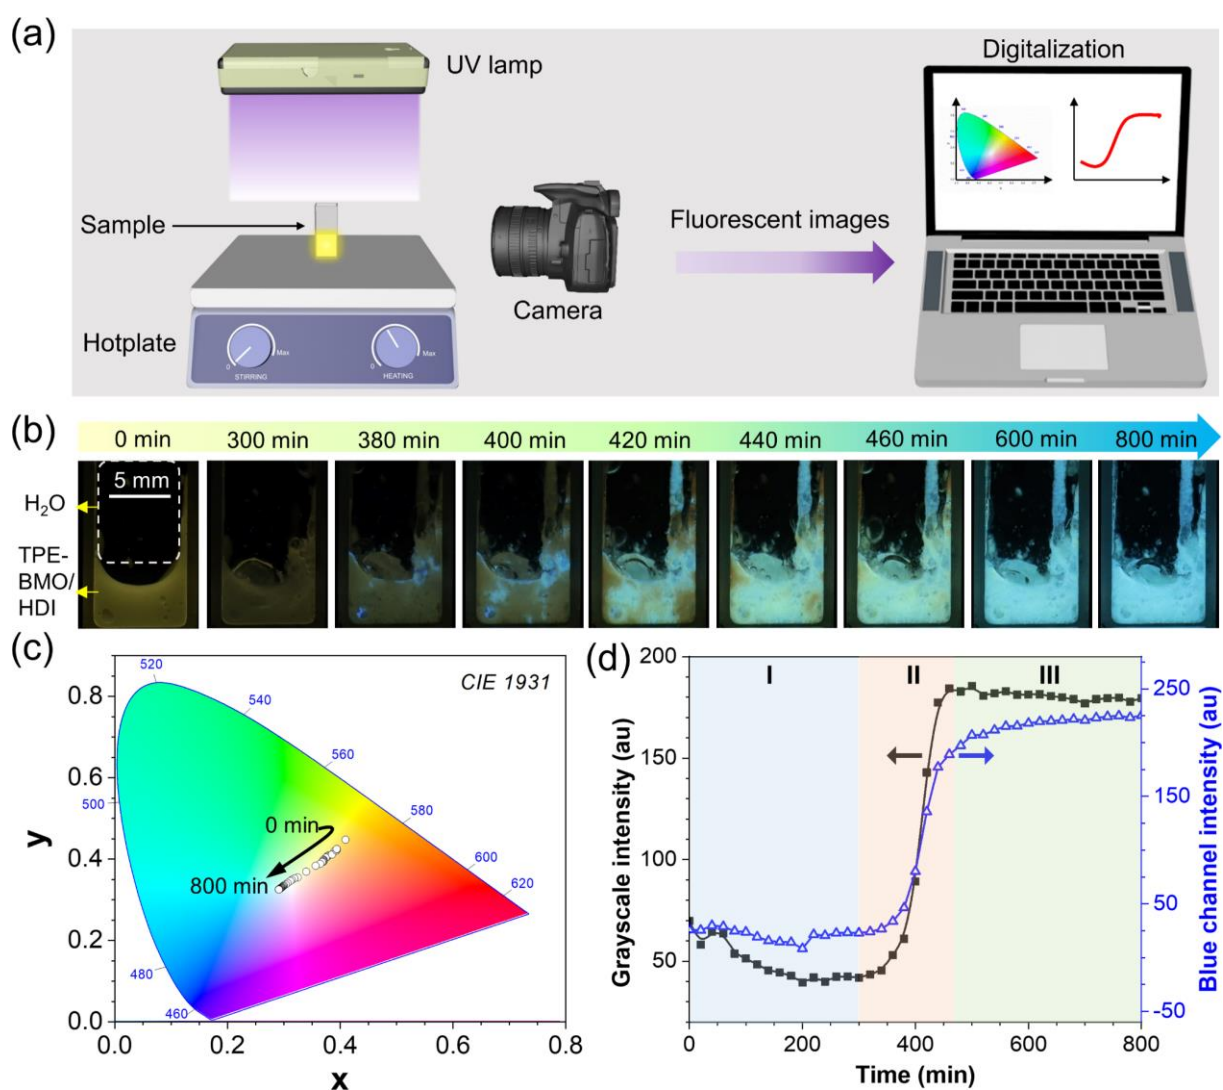 (a)
UV lamp
Digitalization
Sample
Fluorescent images
Camera
Hotplate
0
Max
STIRRING
0
Max
HEATING
(b)
0 min
300 min
380 min
400 min
420 min
440 min
460 min
600 min
800 min
5 mm
H₂O
TPE-
BMO/
HDI
(c)
CIE 1931
520
540
560
580
600
620
500
480
460
0 min
800 min
y
0.8
0.6
0.4
0.2
0.0
0.0
0.2
0.4
0.6
0.8
x
(d)
I
II
III
Grayscale intensity (au)
200
150
100
50
Blue channel intensity (au)
250
150
50
-50
0
200
400
600
800
Time (min)